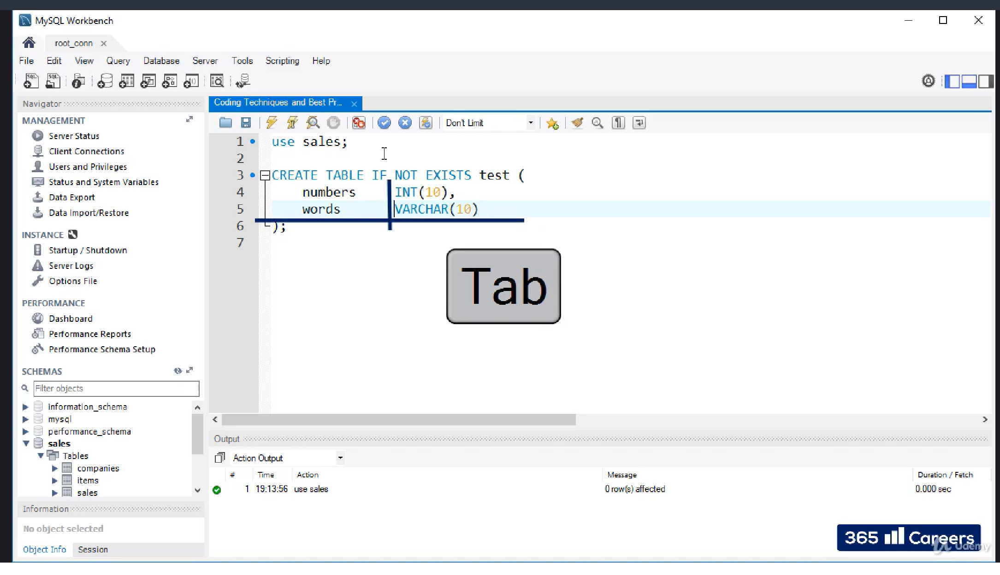 MySQL Workbench
root_conn
File Edit View Query Database Server Tools Scripting Help
Navigator
MANAGEMENT
Server Status
Client Connections
Users and Privileges
Status and System Variables
Data Export
Data Import/Restore
INSTANCE
Startup / Shutdown
Server Logs
Options File
PERFORMANCE
Dashboard
Performance Reports
Performance Schema Setup
SCHEMAS
Filter objects
information_schema
mysql
performance_schema
sales
Tables
companies
items
sales
Information
No object selected
Object Info Session
Coding Techniques and Best Pr...
Don't Limit
1 use sales;
2
3 CREATE TABLE IF NOT EXISTS test (
4 numbers INT(10),
5 words VARCHAR(10)
6 );
7
Tab
Output
Action Output
# Time Action Message Duration / Fetch
1 19:13:56 use sales 0 row(s) affected 0.000 sec
365 Careers
Udemy